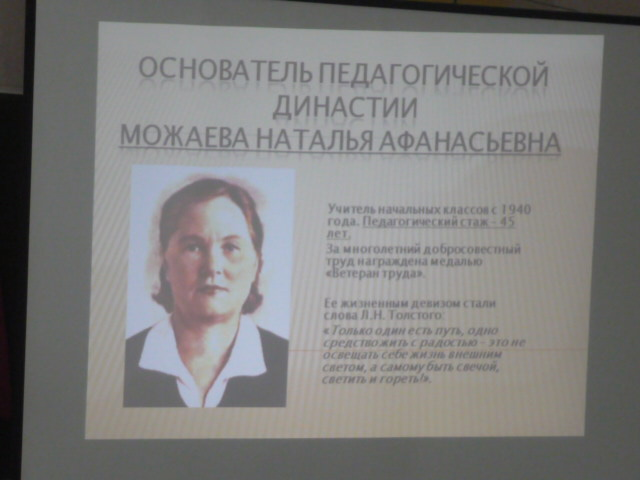 ОСНОВАТЕЛЬ ПЕДАГОГИЧЕСКОЙ
ДИНАСТИИ
МОЖАЕВА НАТАЛЬЯ АФАНАСЬЕВНА
Учитель начальных классов с 1940
года. Педагогический стаж – 45
лет.
За многолетний добросовестный
труд награждена медалью
«Ветеран труда».
Ее жизненным девизом стали
слова Л.Н. Толстого:
«Только один есть путь, одно
средство жить с радостью – это не
освещать себе жизнь внешним
светом, а самому быть свечой,
светить и гореть!».